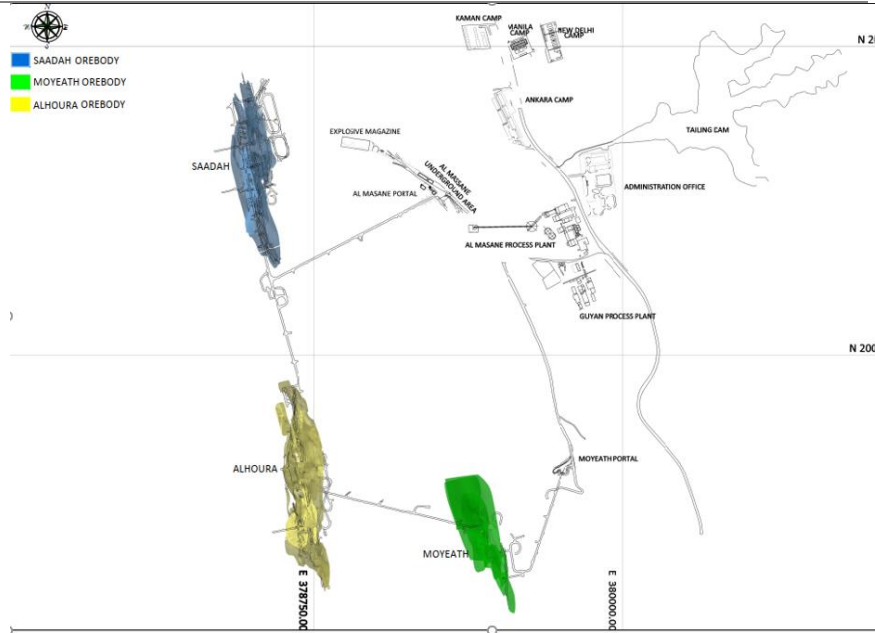 KAMAN CAMP
MANILA
CAMP
NEW DELHI
CAMP
N 20
SAADAH OREBODY
MOYEATH OREBODY
ALHOURA OREBODY
ANKARA CAMP
EXPLOSIVE MAGAZINE
TAILING CAM
SAADAH
AL MASSANE
UNDERGROUND AREA
AL MASANE PORTAL
ADMINISTRATION OFFICE
AL MASANE PROCESS PLANT
GUYAN PROCESS PLANT
N 200
ALHOURA
MOYEATH PORTAL
MOYEATH
E 378750.00
E 380000.00